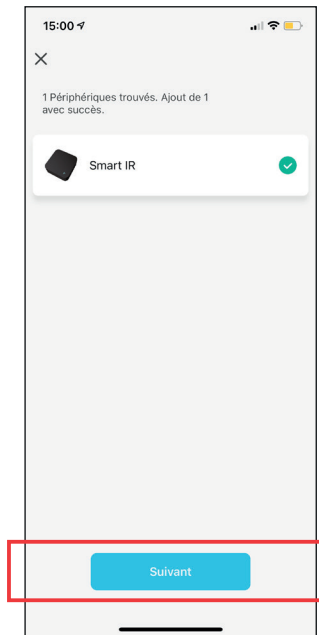 15:00
1 Périphériques trouvés. Ajout de 1
avec succès.
Smart IR
Suivant